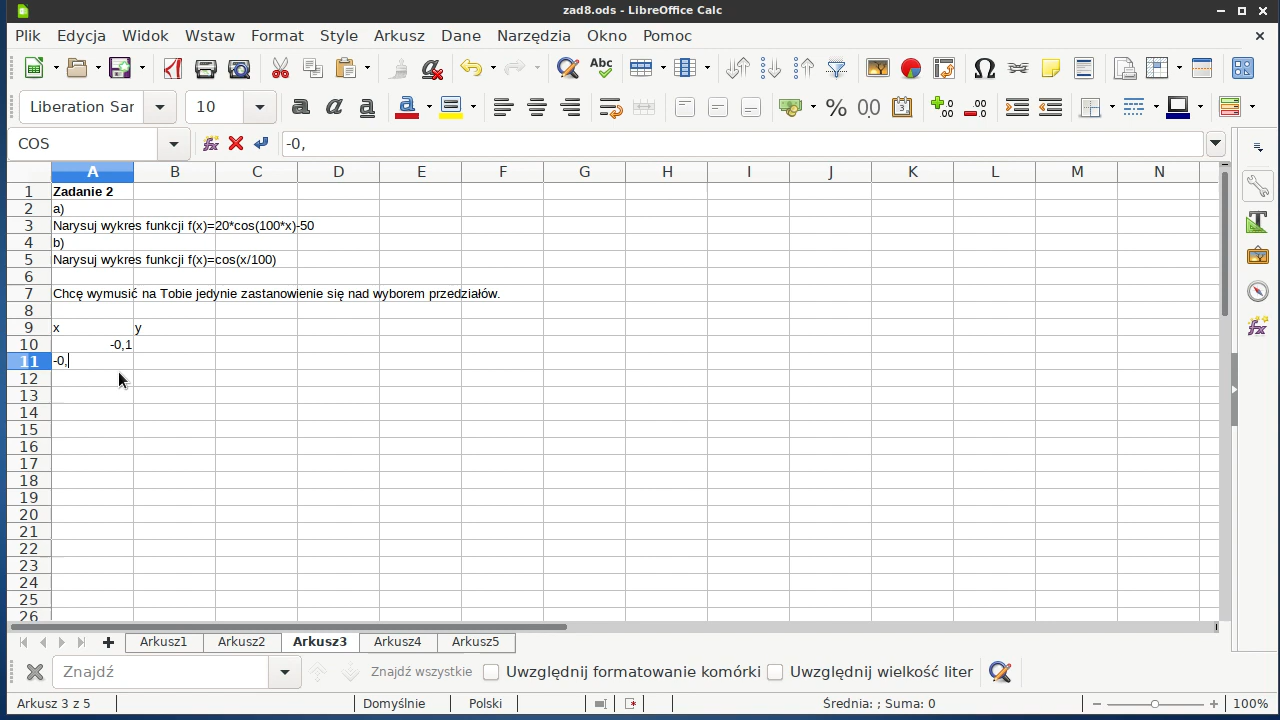 zad8.ods - LibreOffice Calc
Plik Edycja Widok Wstaw Format Style Arkusz Dane Narzędzia Okno Pomoc
Liberation Sar 10
COS -0,
A B C D E F G H I J K L M N
1 Zadanie 2
2 a)
3 Narysuj wykres funkcji f(x)=20*cos(100*x)-50
4 b)
5 Narysuj wykres funkcji f(x)=cos(x/100)
6
7 Chcę wymusić na Tobie jedynie zastanowienie się nad wyborem przedziałów.
8
9 x y
10 -0,1
11 -0,
12
13
14
15
16
17
18
19
20
21
22
23
24
25
26
Arkusz1 Arkusz2 Arkusz3 Arkusz4 Arkusz5
Znajdź Znajdź wszystkie Uwzględnij formatowanie komórki Uwzględnij wielkość liter
Arkusz 3 z 5 Domyślnie Polski Średnia: ; Suma: 0 100%